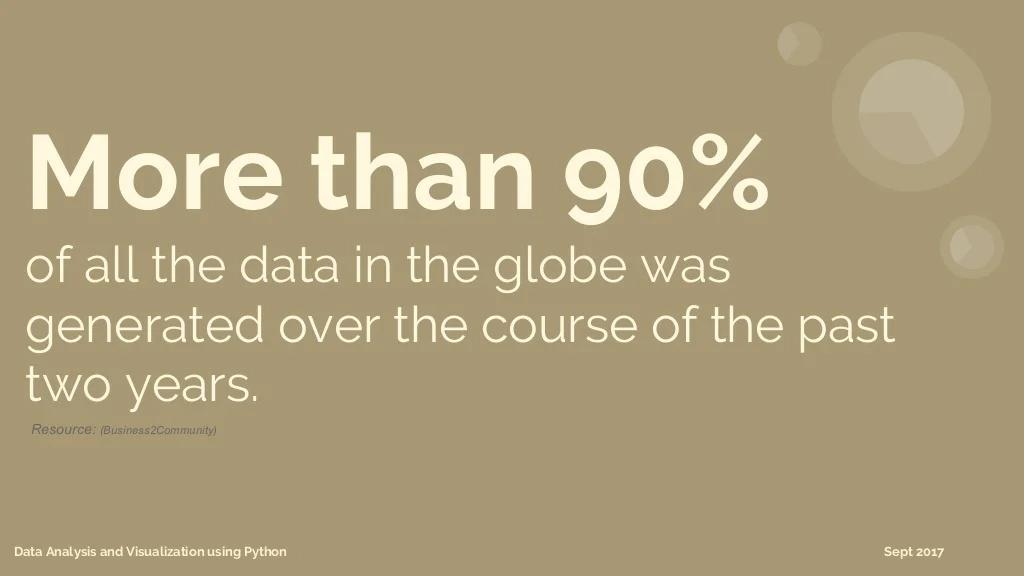 More than 90%
of all the data in the globe was
generated over the course of the past
two years.
Resource: (Business2Community)
Data Analysis and Visualization using Python
Sept 2017